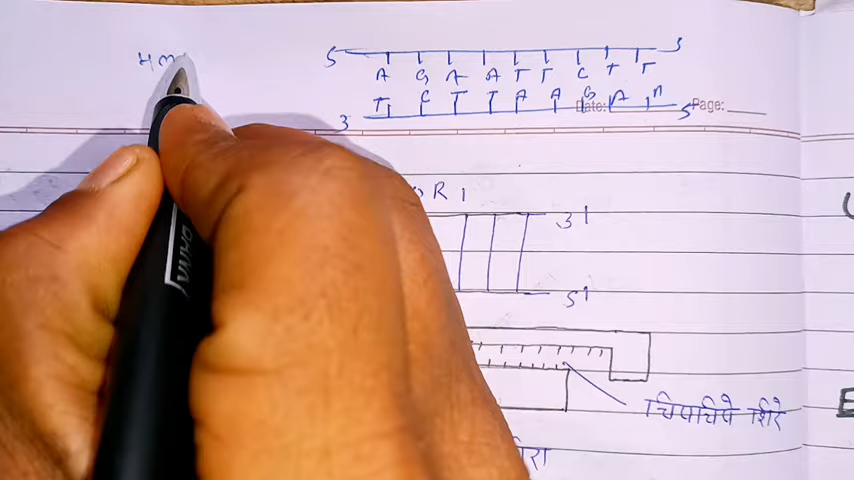 5 3
A G A A T T C T T
T C T T A A G A A
3 5
Date: Page:
R 1
3'
5'
चिपचिपे शिरे